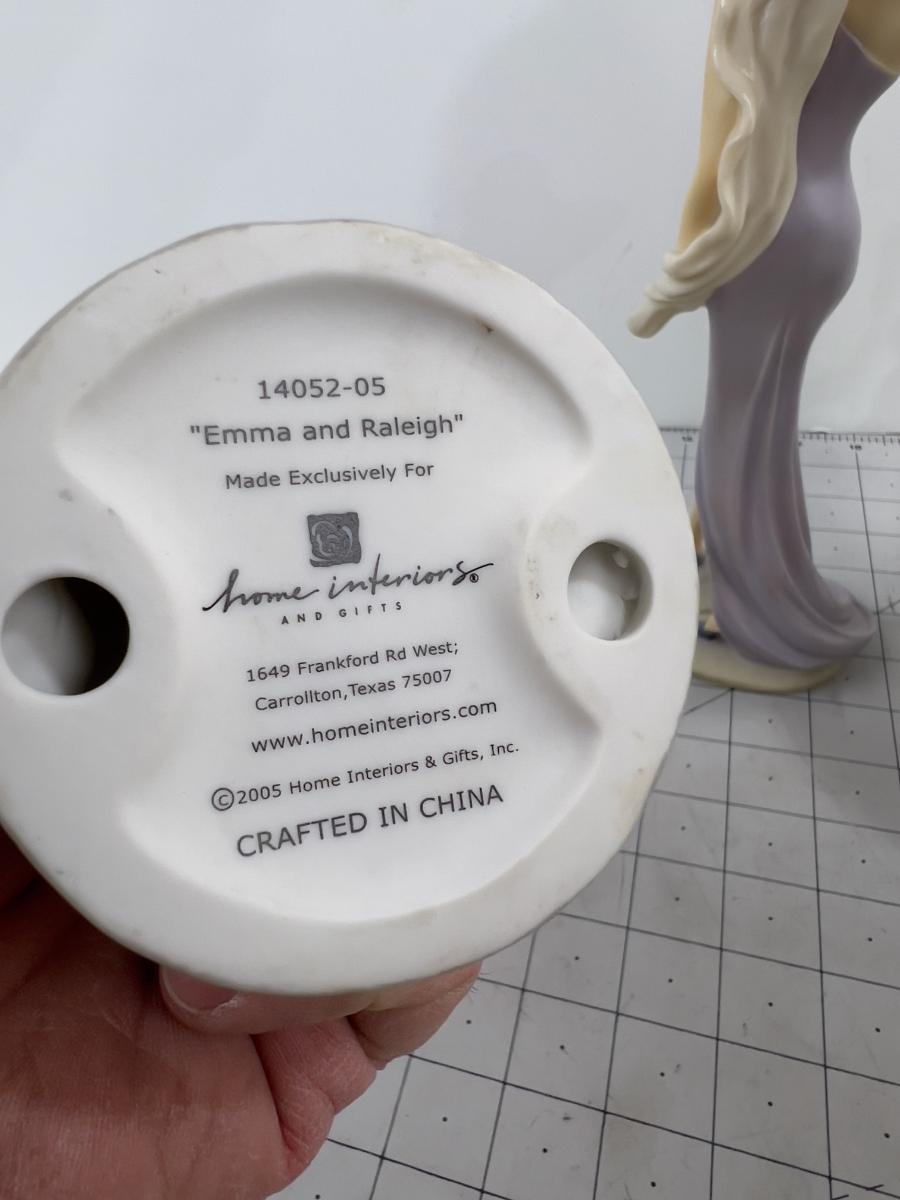 14052-05
"Emma and Raleigh"
Made Exclusively For
home interiors®
AND GIFTS
1649 Frankford Rd West;
Carrollton,Texas 75007
www.homeinteriors.com
©2005 Home Interiors & Gifts, Inc.
CRAFTED IN CHINA